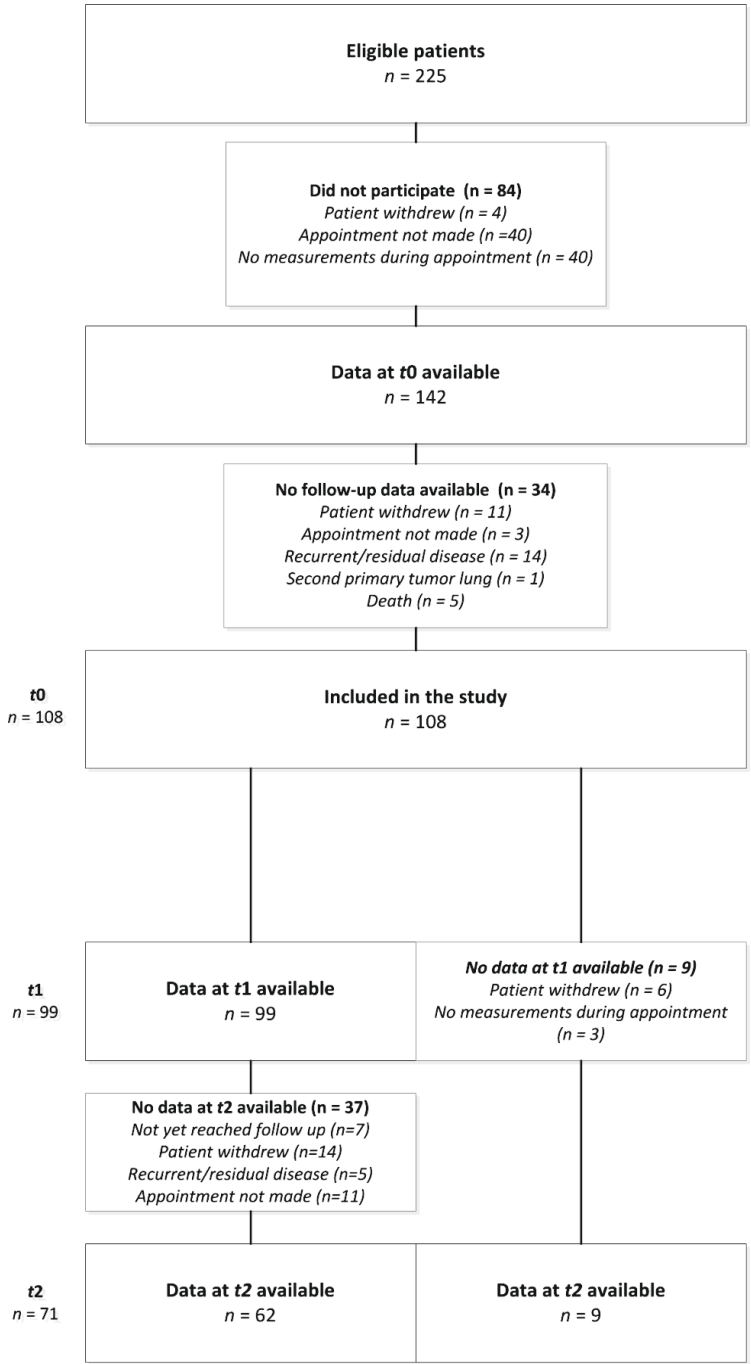 Eligible patients
n = 225
Did not participate (n = 84)
Patient withdrew (n = 4)
Appointment not made (n =40)
No measurements during appointment (n = 40)
Data at t0 available
n = 142
No follow-up data available (n = 34)
Patient withdrew (n = 11)
Appointment not made (n = 3)
Recurrent/residual disease (n = 14)
Second primary tumor lung (n = 1)
Death (n = 5)
t0
n = 108
Included in the study
n = 108
t1
n = 99
Data at t1 available
n = 99
No data at t1 available (n = 9)
Patient withdrew (n = 6)
No measurements during appointment
(n = 3)
No data at t2 available (n = 37)
Not yet reached follow up (n=7)
Patient withdrew (n=14)
Recurrent/residual disease (n=5)
Appointment not made (n=11)
t2
n = 71
Data at t2 available
n = 62
Data at t2 available
n = 9